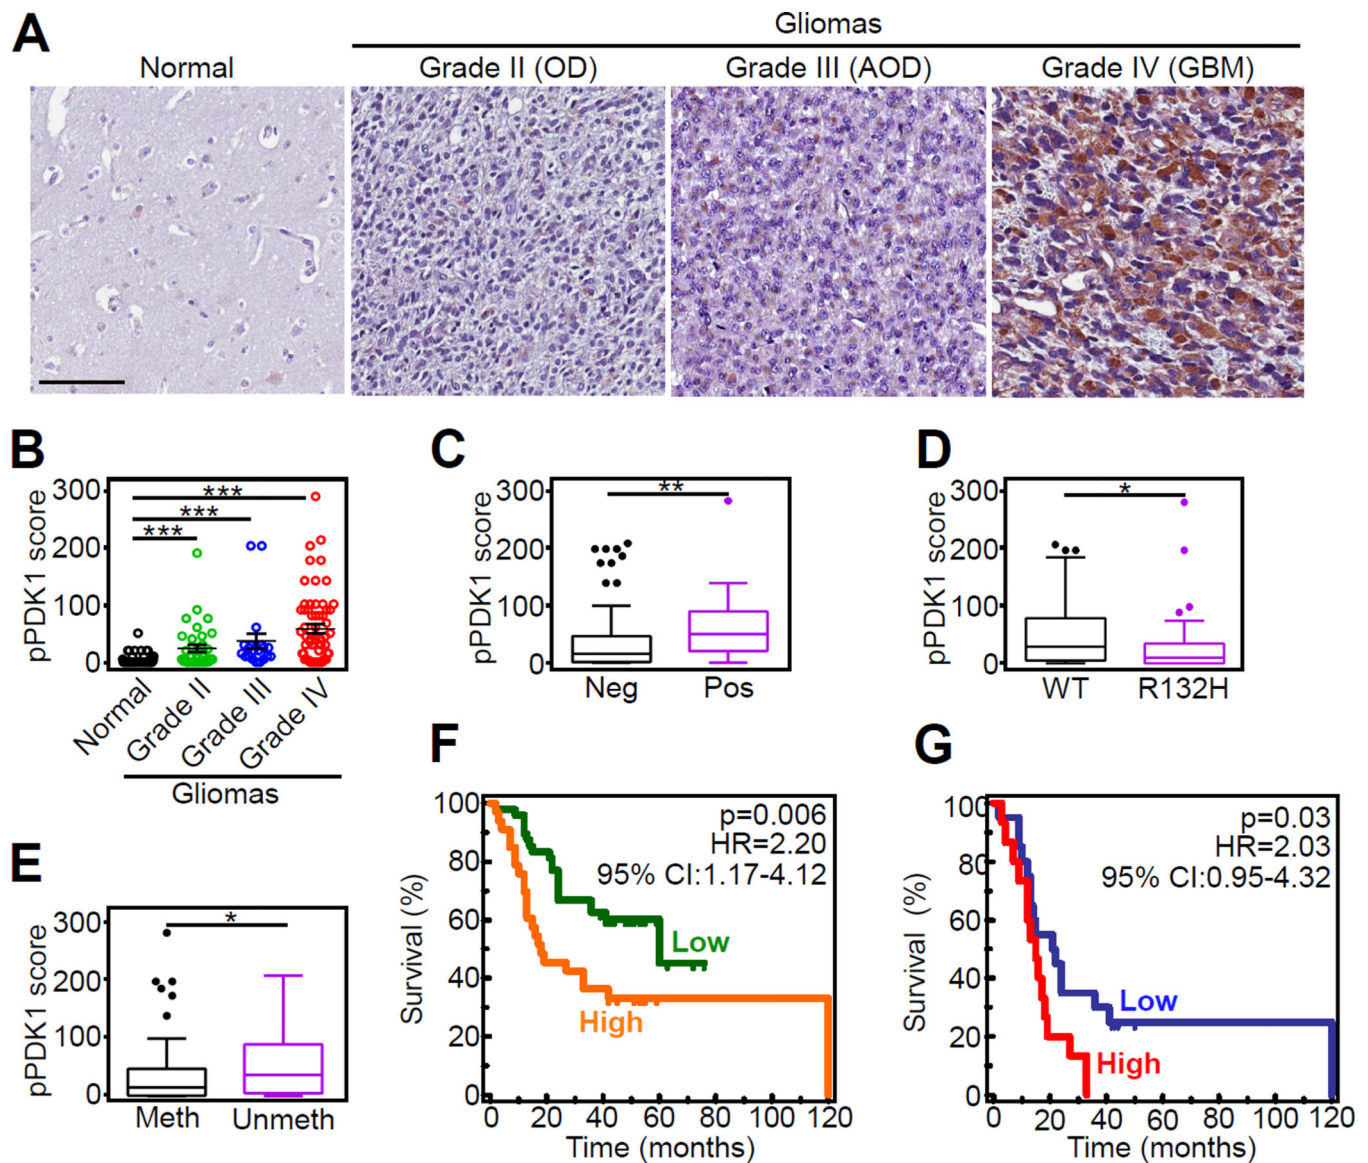 A
Gliomas
Normal
Grade II (OD)
Grade III (AOD)
Grade IV (GBM)
B
pPDK1 score
300
200
100
0
***
***
***
Normal
Grade II
Grade III
Grade IV
Gliomas
C
pPDK1 score
300
200
100
0
**
Neg
Pos
D
pPDK1 score
300
200
100
0
*
WT
R132H
E
pPDK1 score
300
200
100
0
*
Meth
Unmeth
F
Survival (%)
100
80
60
40
20
0
p=0.006
HR=2.20
95% CI:1.17-4.12
Low
High
0 20 40 60 80 100 120
Time (months)
G
Survival (%)
100
80
60
40
20
0
p=0.03
HR=2.03
95% CI:0.95-4.32
Low
High
0 20 40 60 80 100 120
Time (months)